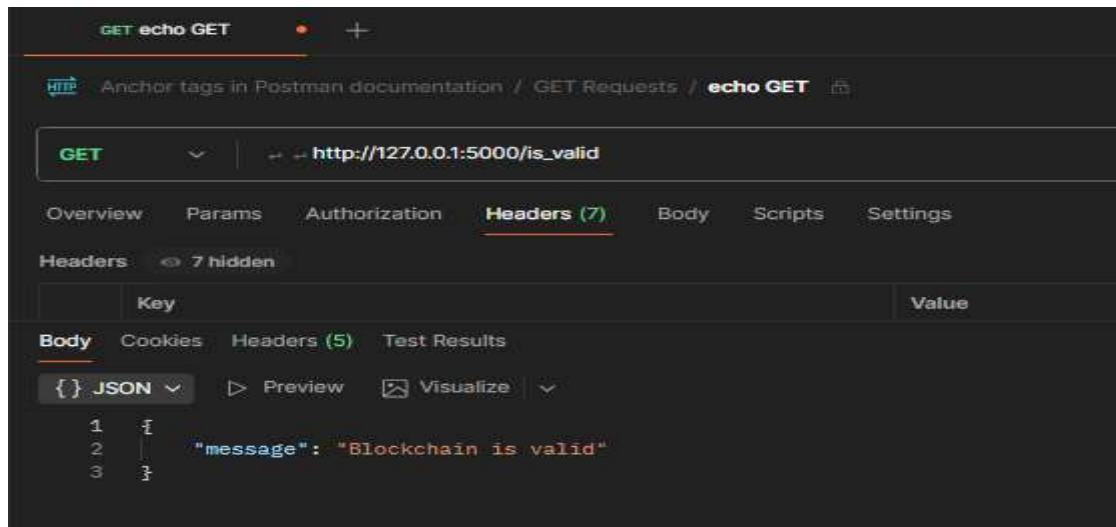 GET echo GET
HTTP Anchor tags in Postman documentation / GET Requests / echo GET
GET ↵ ↵ http://127.0.0.1:5000/is_valid
Overview Params Authorization Headers (7) Body Scripts Settings
Headers 7 hidden
Key Value
Body Cookies Headers (5) Test Results
{} JSON Preview Visualize
1 {
2 "message": "Blockchain is valid"
3 }